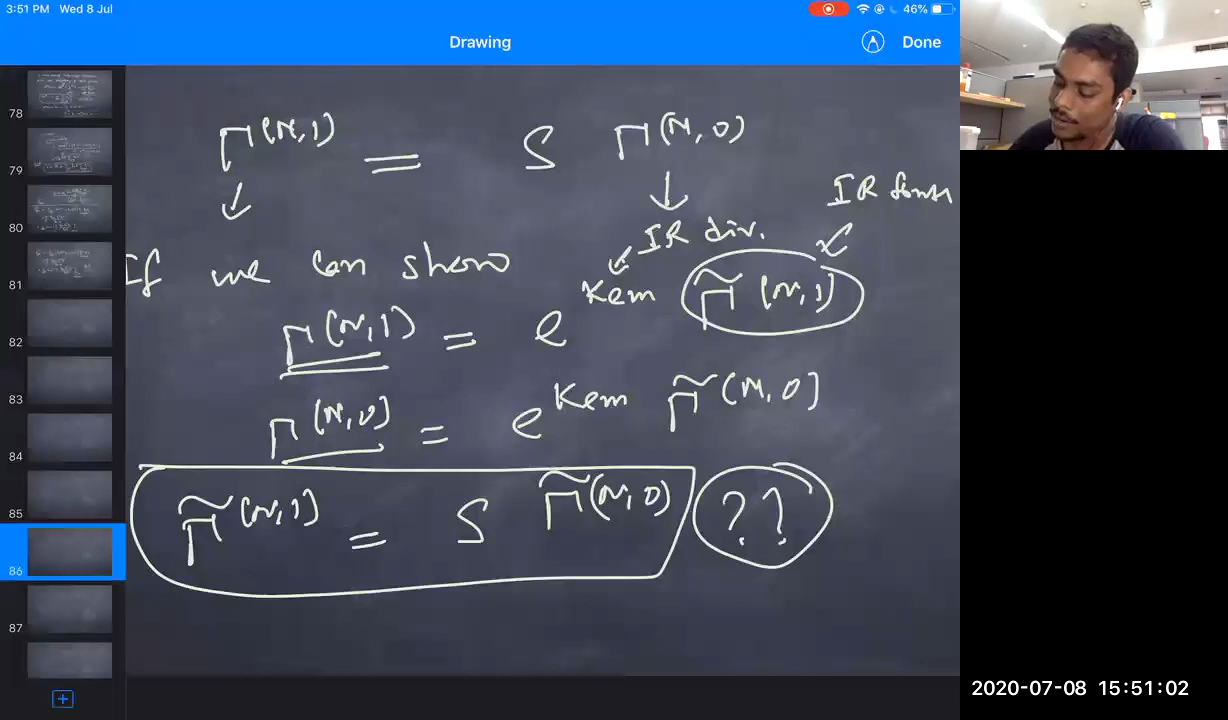 3:51 PM Wed 8 Jul
46%
Drawing
Done
78
79
80
81
82
83
84
85
86
87
Γ^(N,1) = S Γ^(N,0)
IR div.
If we can show
Γ^(N,1) = e^Kem Γ̃^(N,1)
Γ^(N,0) = e^Kem Γ̃^(N,0)
Γ̃^(N,1) = S Γ̃^(N,0) ??
2020-07-08 15:51:02